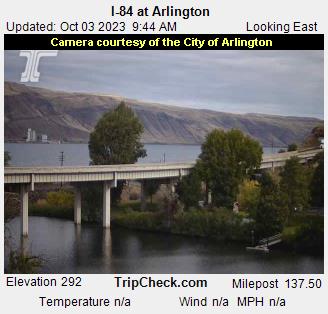 I-84 at Arlington
Updated: Oct 03 2023 9:44 AM Looking East
Camera courtesy of the City of Arlington
Elevation 292 TripCheck.com Milepost 137.50
Temperature n/a Wind n/a MPH n/a